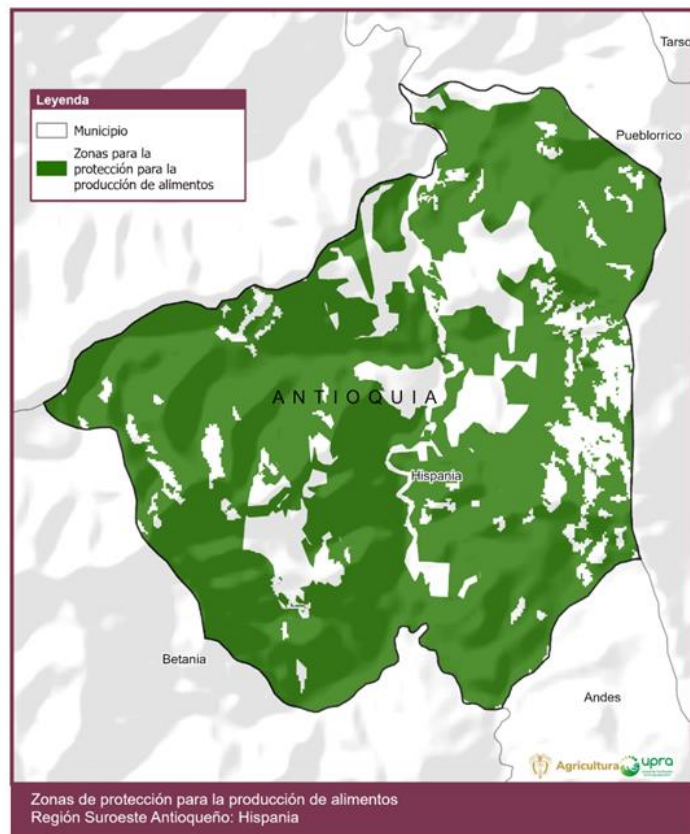 Tarso
Leyenda
Municipio
Zonas para la
protección para la
producción de alimentos
Pueblorrico
ANTIOQUIA
Hispania
Betania
Andes
Agricultura upra
Zonas de protección para la producción de alimentos
Región Suroeste Antioqueño: Hispania